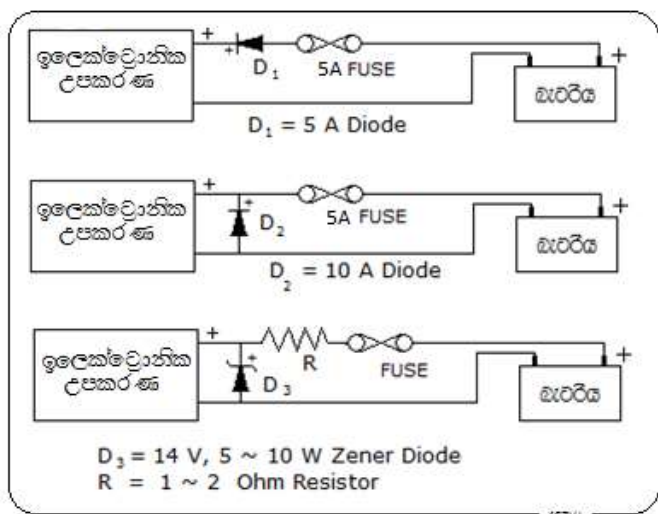 ඉලෙක්ට්‍රොනික
උපකරණ
+
+
D1
5A FUSE
+
බැටරිය
D1 = 5 A Diode
ඉලෙක්ට්‍රොනික
උපකරණ
+
+
D2
5A FUSE
+
බැටරිය
D2 = 10 A Diode
ඉලෙක්ට්‍රොනික
උපකරණ
+
+
D3
R
FUSE
+
බැටරිය
D3 = 14 V, 5 ~ 10 W Zener Diode
R = 1 ~ 2 Ohm Resistor